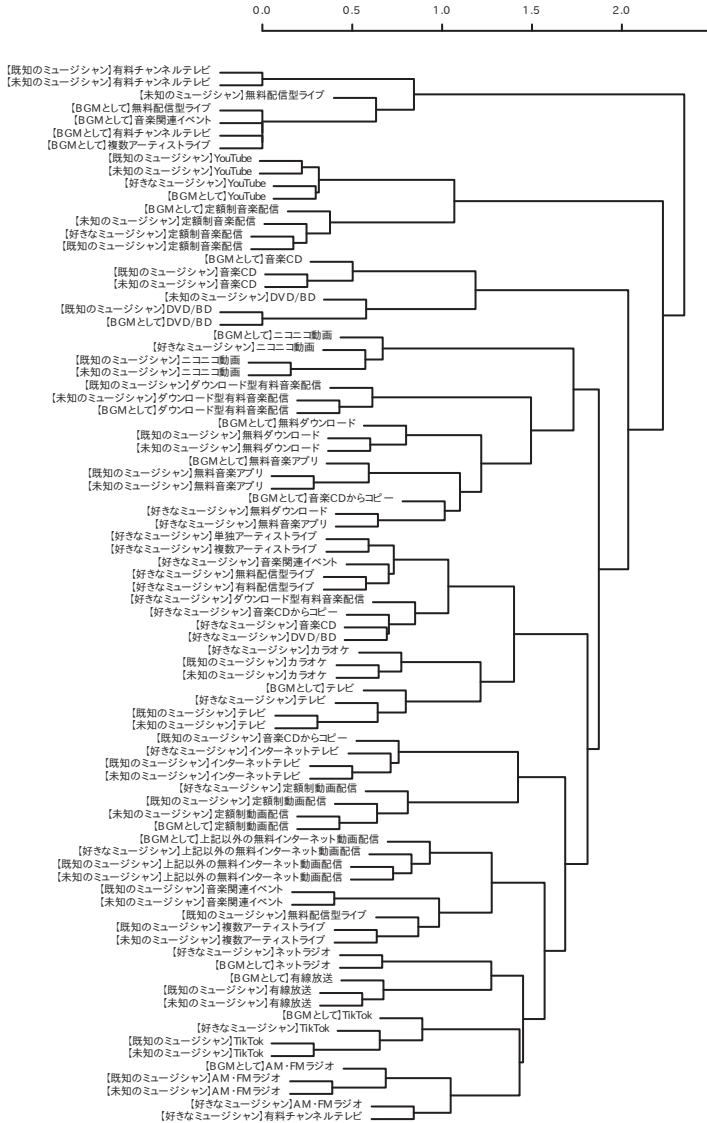 0.0 0.5 1.0 1.5 2.0
【既知のミュージシャン】有料チャンネルテレビ
【未知のミュージシャン】有料チャンネルテレビ
【未知のミュージシャン】無料配信型ライブ
【BGMとして】無料配信型ライブ
【BGMとして】音楽関連イベント
【BGMとして】有料チャンネルテレビ
【BGMとして】複数アーティストライブ
【既知のミュージシャン】YouTube
【未知のミュージシャン】YouTube
【好きなミュージシャン】YouTube
【BGMとして】YouTube
【BGMとして】定額制音楽配信
【未知のミュージシャン】定額制音楽配信
【好きなミュージシャン】定額制音楽配信
【既知のミュージシャン】定額制音楽配信
【BGMとして】音楽CD
【既知のミュージシャン】音楽CD
【未知のミュージシャン】音楽CD
【未知のミュージシャン】DVD/BD
【既知のミュージシャン】DVD/BD
【BGMとして】DVD/BD
【BGMとして】ニコニコ動画
【好きなミュージシャン】ニコニコ動画
【既知のミュージシャン】ニコニコ動画
【未知のミュージシャン】ニコニコ動画
【既知のミュージシャン】ダウンロード型有料音楽配信
【未知のミュージシャン】ダウンロード型有料音楽配信
【BGMとして】ダウンロード型有料音楽配信
【BGMとして】無料ダウンロード
【既知のミュージシャン】無料ダウンロード
【未知のミュージシャン】無料ダウンロード
【BGMとして】無料音楽アプリ
【既知のミュージシャン】無料音楽アプリ
【未知のミュージシャン】無料音楽アプリ
【BGMとして】音楽CDからコピー
【好きなミュージシャン】無料ダウンロード
【好きなミュージシャン】無料音楽アプリ
【好きなミュージシャン】単独アーティストライブ
【好きなミュージシャン】複数アーティストライブ
【好きなミュージシャン】音楽関連イベント
【好きなミュージシャン】無料配信型ライブ
【好きなミュージシャン】有料配信型ライブ
【好きなミュージシャン】ダウンロード型有料音楽配信
【好きなミュージシャン】音楽CDからコピー
【好きなミュージシャン】音楽CD
【好きなミュージシャン】DVD/BD
【好きなミュージシャン】カラオケ
【既知のミュージシャン】カラオケ
【未知のミュージシャン】カラオケ
【BGMとして】テレビ
【好きなミュージシャン】テレビ
【既知のミュージシャン】テレビ
【未知のミュージシャン】テレビ
【既知のミュージシャン】音楽CDからコピー
【好きなミュージシャン】インターネットテレビ
【既知のミュージシャン】インターネットテレビ
【未知のミュージシャン】インターネットテレビ
【好きなミュージシャン】定額制動画配信
【既知のミュージシャン】定額制動画配信
【未知のミュージシャン】定額制動画配信
【BGMとして】定額制動画配信
【BGMとして】上記以外の無料インターネット動画配信
【好きなミュージシャン】上記以外の無料インターネット動画配信
【既知のミュージシャン】上記以外の無料インターネット動画配信
【未知のミュージシャン】上記以外の無料インターネット動画配信
【既知のミュージシャン】音楽関連イベント
【未知のミュージシャン】音楽関連イベント
【既知のミュージシャン】無料配信型ライブ
【既知のミュージシャン】複数アーティストライブ
【未知のミュージシャン】複数アーティストライブ
【好きなミュージシャン】ネットラジオ
【BGMとして】ネットラジオ
【BGMとして】有線放送
【既知のミュージシャン】有線放送
【未知のミュージシャン】有線放送
【BGMとして】TikTok
【好きなミュージシャン】TikTok
【既知のミュージシャン】TikTok
【未知のミュージシャン】TikTok
【BGMとして】AM・FMラジオ
【既知のミュージシャン】AM・FMラジオ
【未知のミュージシャン】AM・FMラジオ
【好きなミュージシャン】AM・FMラジオ
【好きなミュージシャン】有料チャンネルテレビ